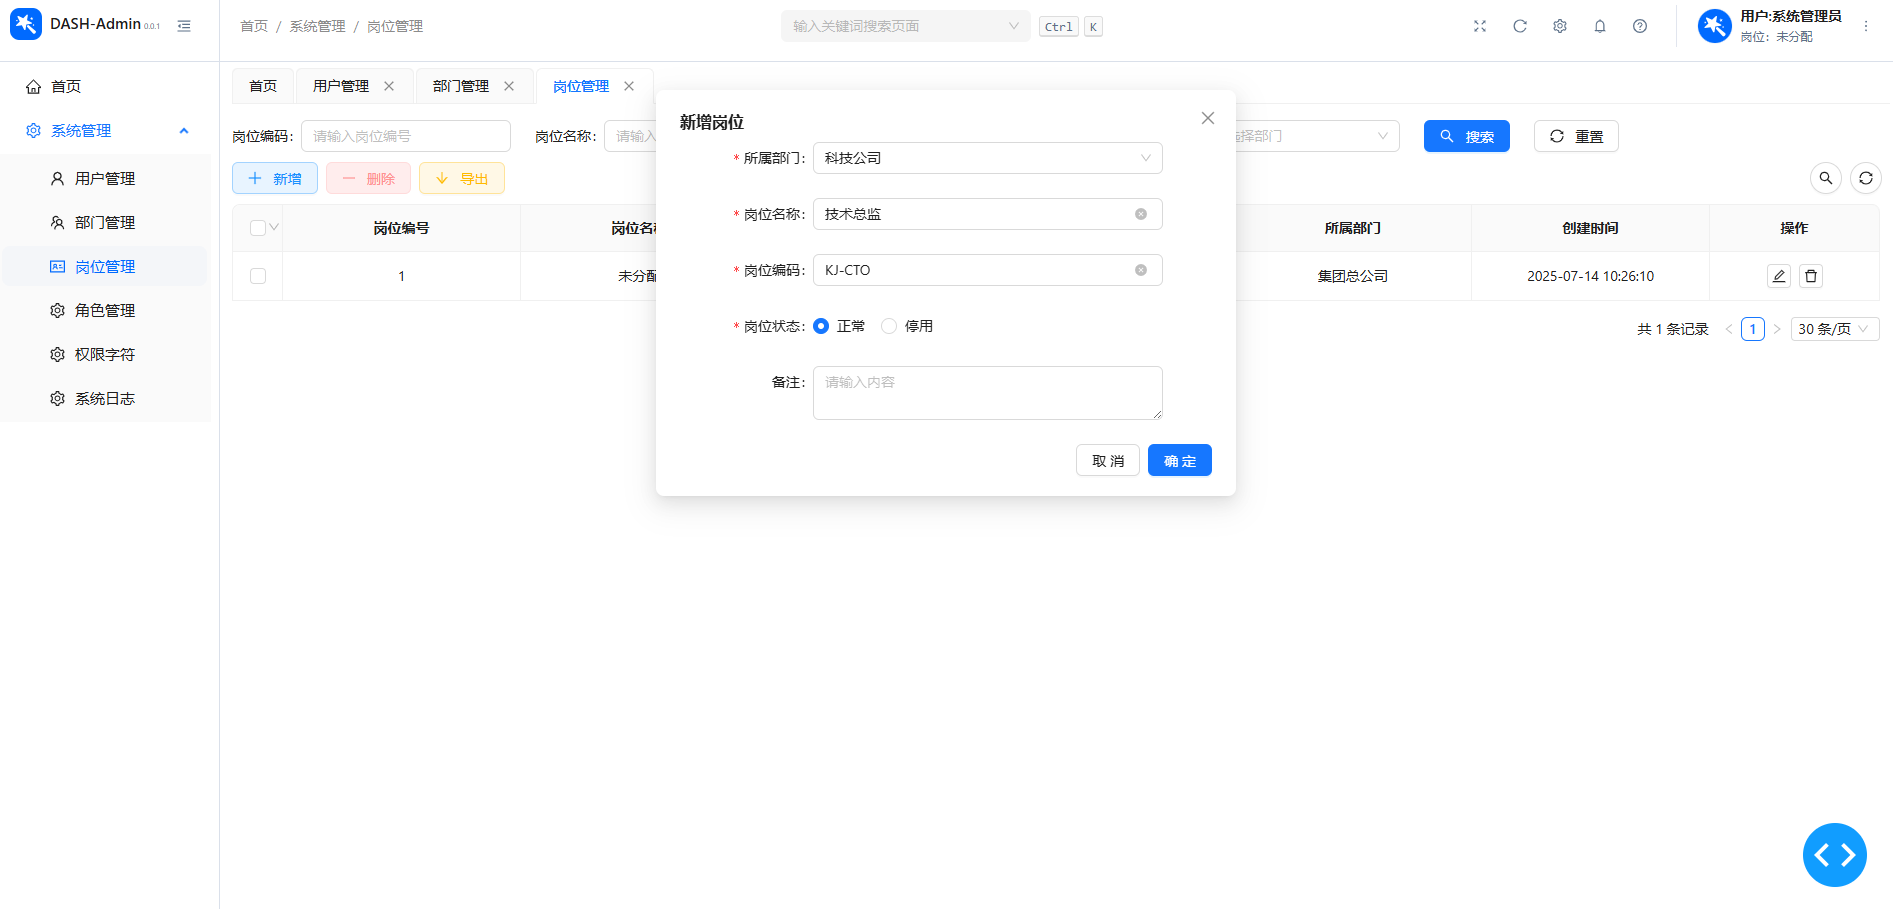 DASH-Admin 0.0.1
首页 / 系统管理 / 岗位管理
输入关键词搜索页面
Ctrl K
用户:系统管理员
岗位：未分配
首页
系统管理
用户管理
部门管理
岗位管理
角色管理
权限字符
系统日志
首页 用户管理 部门管理 岗位管理
岗位编码： 请输入岗位编号 岗位名称： 请输入 选择部门 搜索 重置
新增 删除 导出
岗位编号 岗位名称 所属部门 创建时间 操作
1 未分配 集团总公司 2025-07-14 10:26:10
共 1 条记录 1 30 条/页
新增岗位
* 所属部门： 科技公司
* 岗位名称： 技术总监
* 岗位编码： KJ-CTO
* 岗位状态： 正常 停用
备注： 请输入内容
取 消 确 定